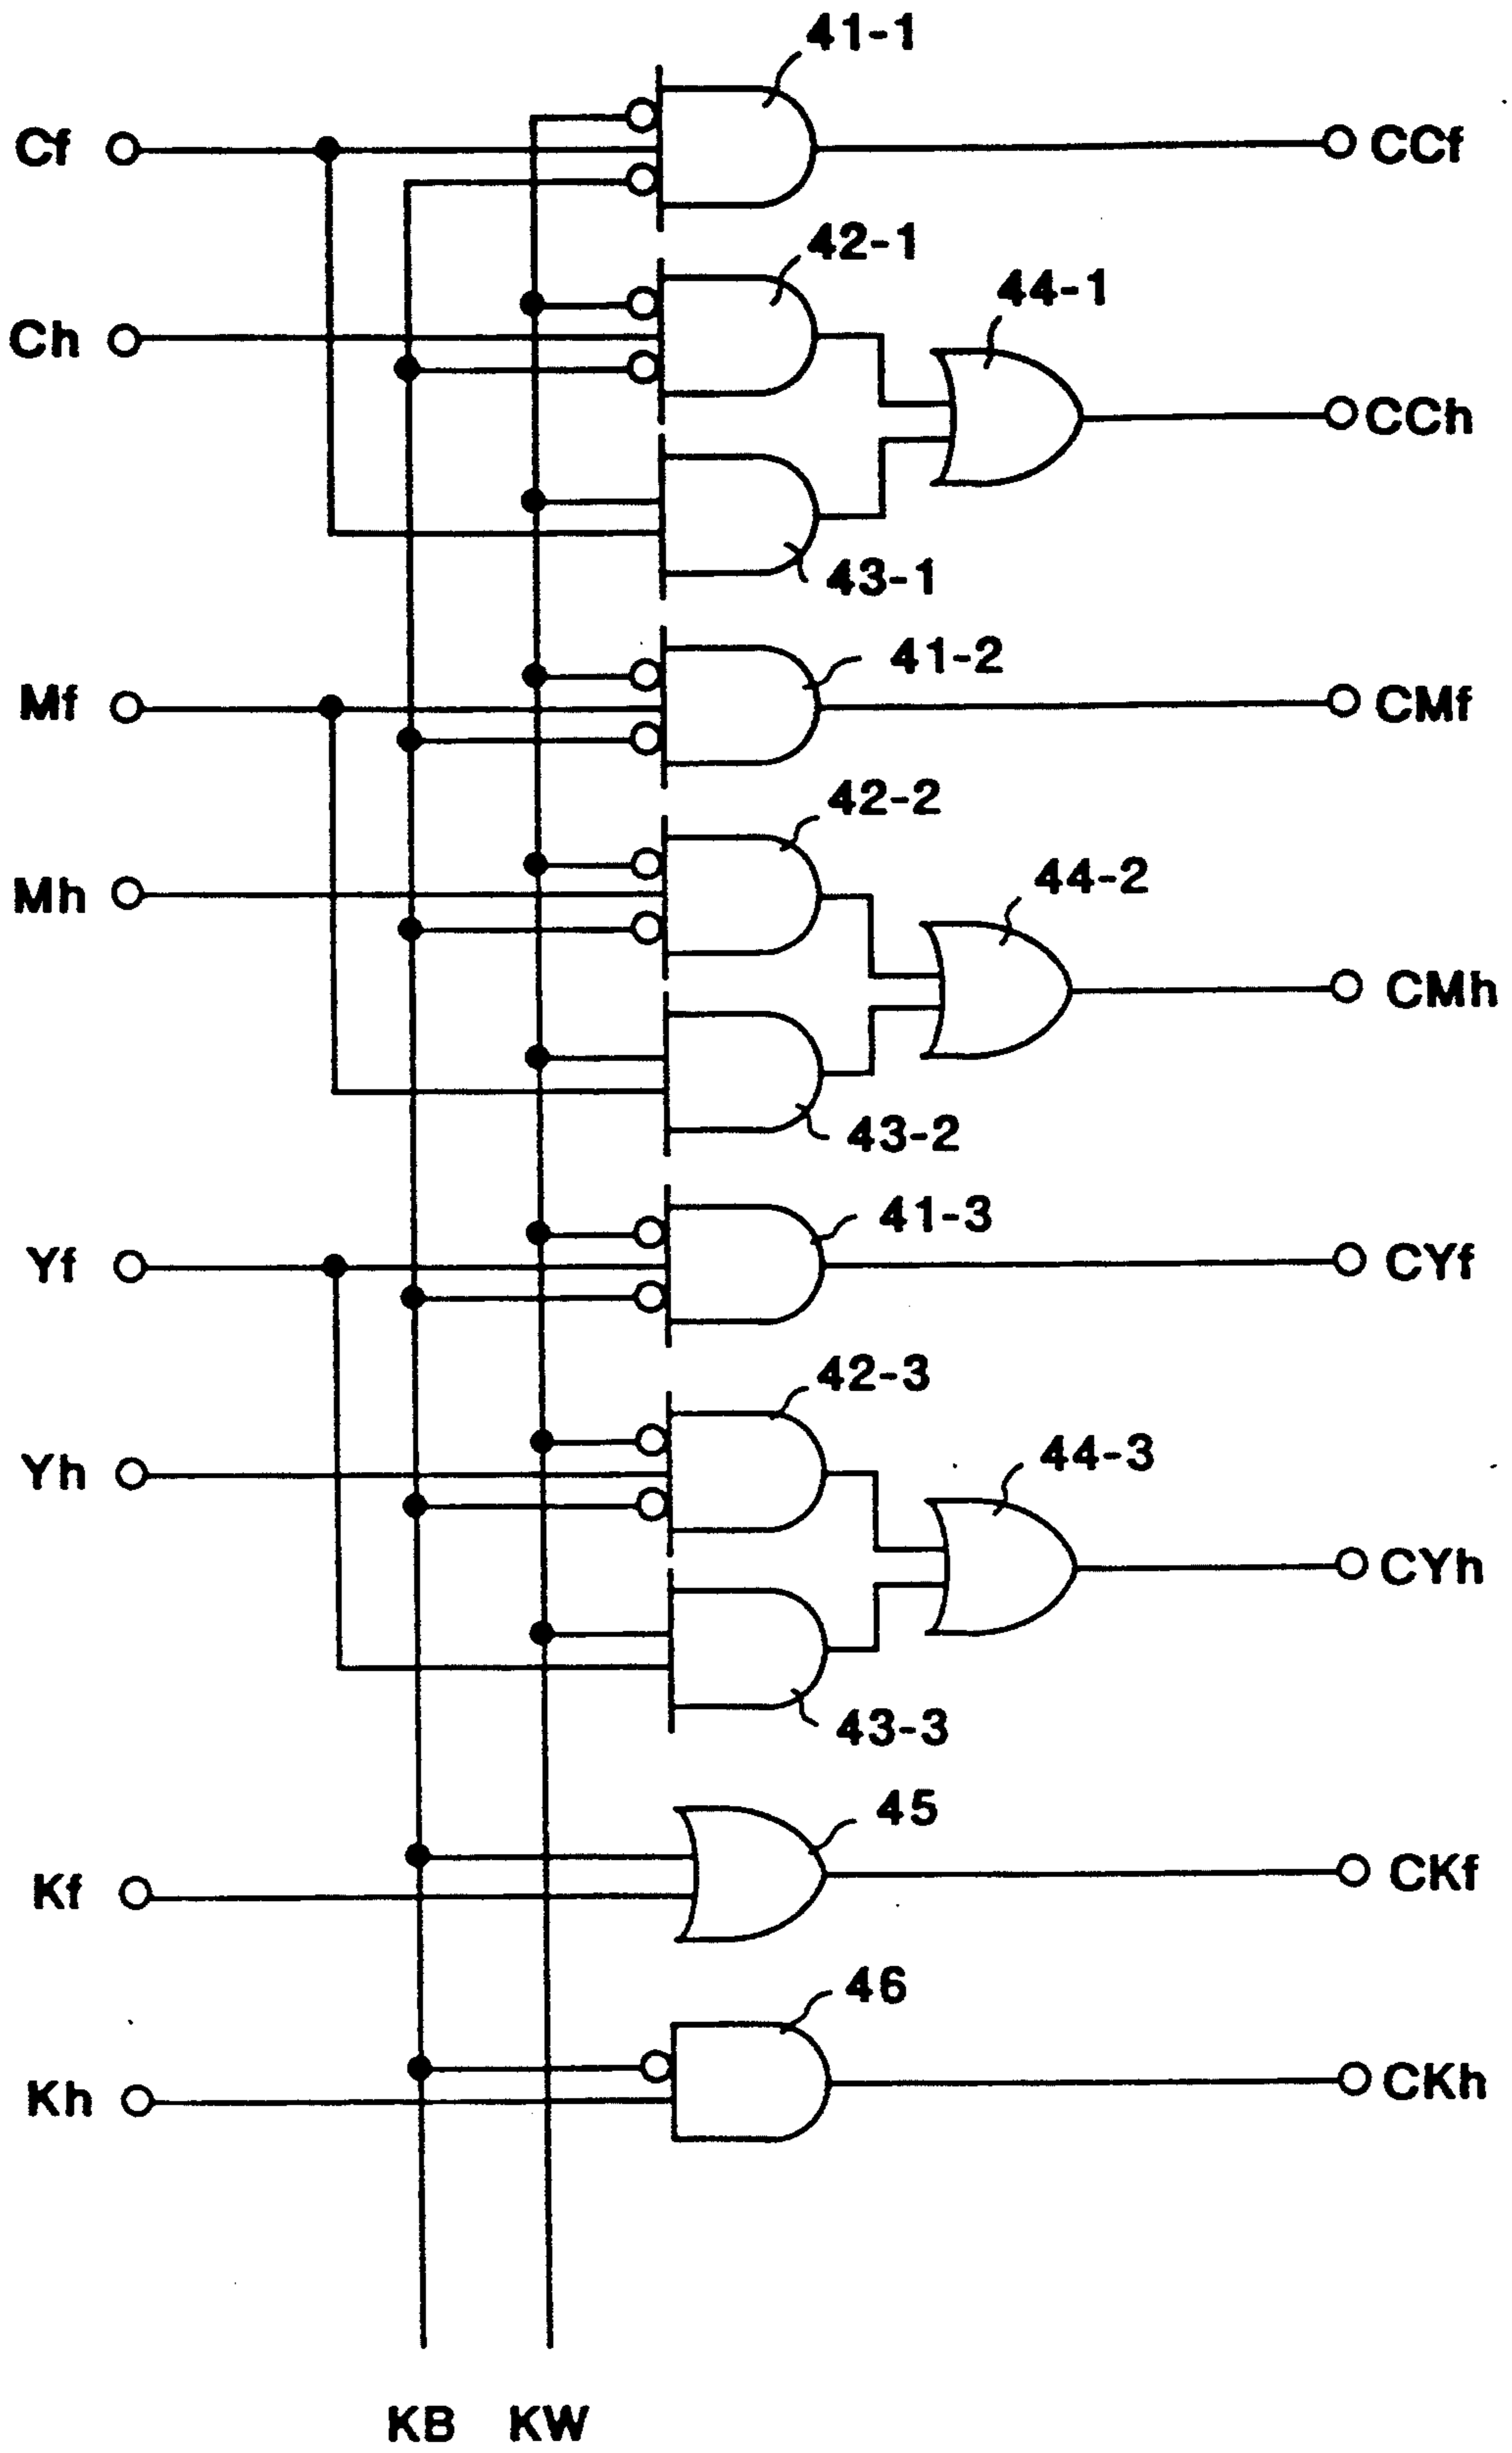 41-1
Cf
CCf
42-1
44-1
Ch
CCh
43-1
41-2
Mf
CMf
42-2
44-2
Mh
CMh
43-2
41-3
Yf
CYf
42-3
44-3
Yh
CYh
43-3
45
Kf
CKf
46
Kh
CKh
KB KW